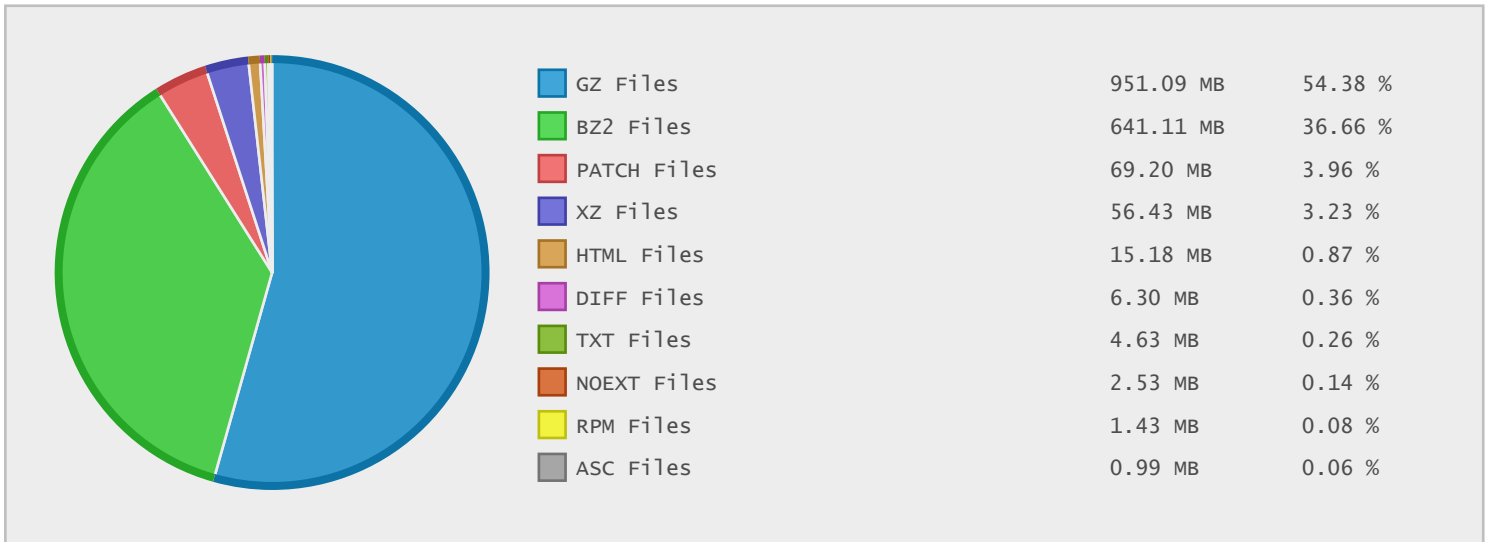 GZ Files 951.09 MB 54.38 %
BZ2 Files 641.11 MB 36.66 %
PATCH Files 69.20 MB 3.96 %
XZ Files 56.43 MB 3.23 %
HTML Files 15.18 MB 0.87 %
DIFF Files 6.30 MB 0.36 %
TXT Files 4.63 MB 0.26 %
NOEXT Files 2.53 MB 0.14 %
RPM Files 1.43 MB 0.08 %
ASC Files 0.99 MB 0.06 %